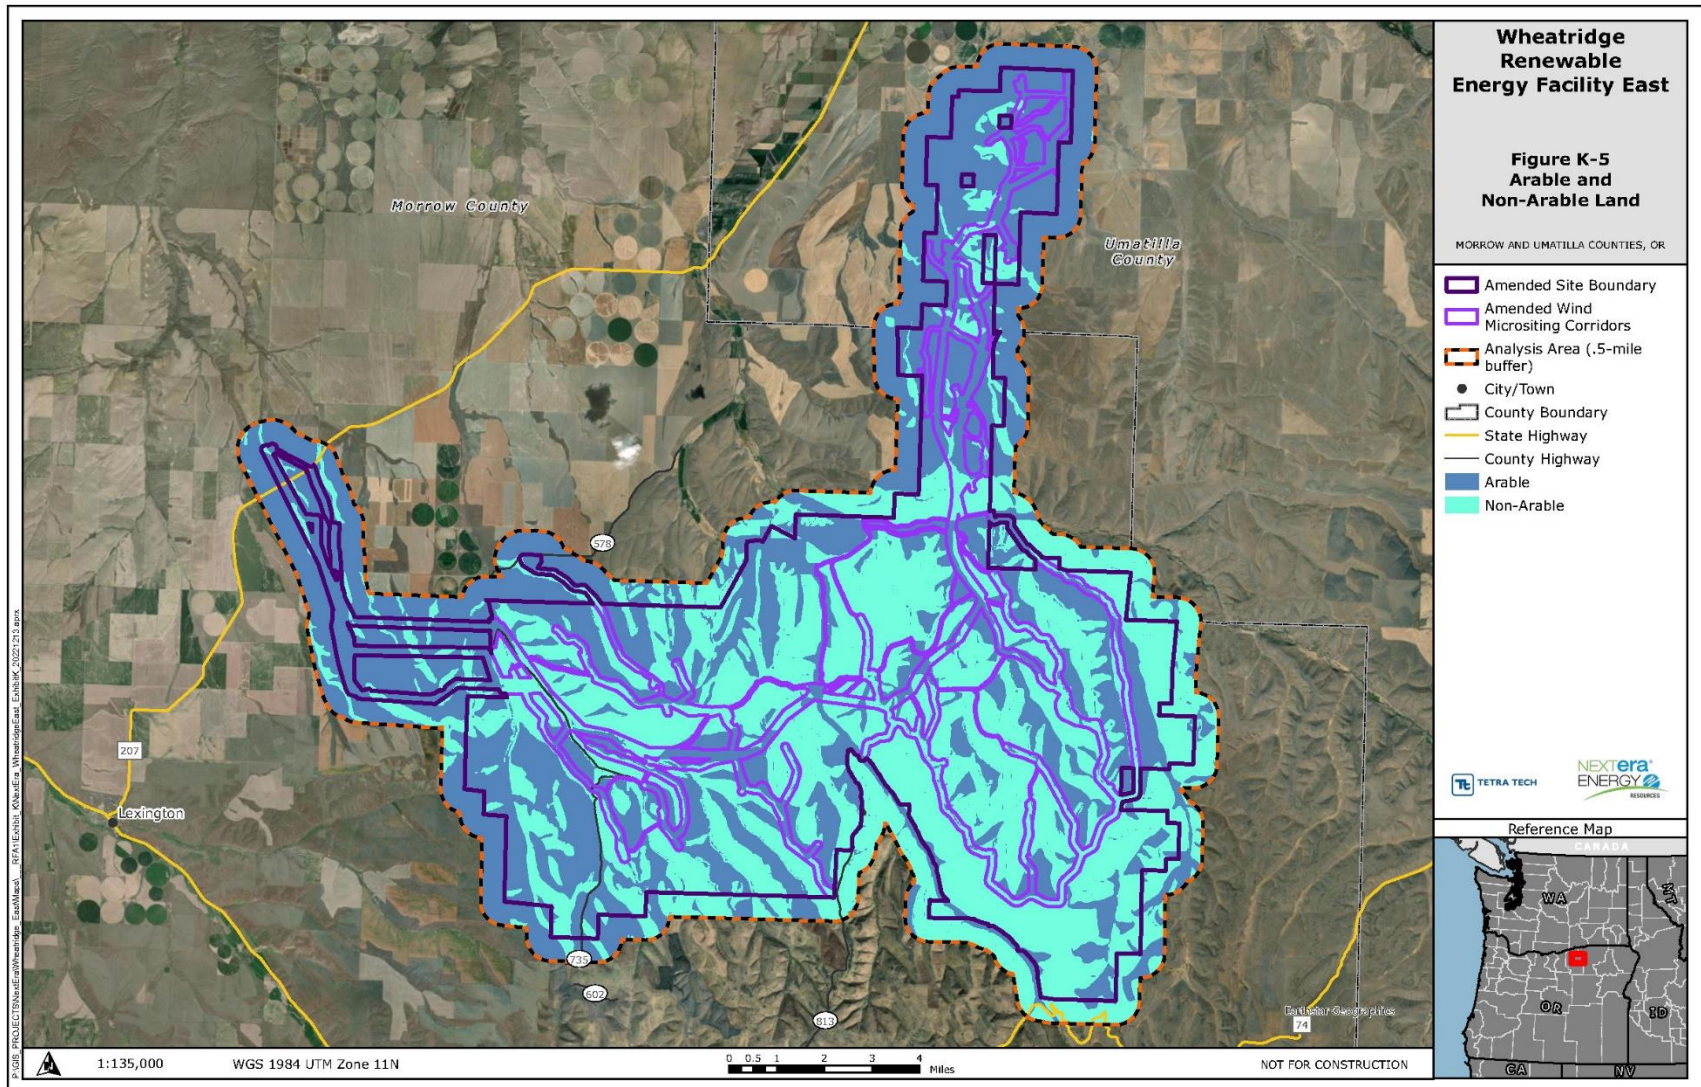 Wheatridge
Renewable
Energy Facility East
Figure K-5
Arable and
Non-Arable Land
MORROW AND UMATILLA COUNTIES, OR
Amended Site Boundary
Amended Wind
Micrositing Corridors
Analysis Area (.5-mile
buffer)
City/Town
County Boundary
State Highway
County Highway
Arable
Non-Arable
TETRA TECH
NEXTera®
ENERGY
RESOURCES
Reference Map
CANADA
WA
MT
OR
ID
CA
NV
Morrow County
Umatilla
County
578
207
Lexington
735
602
813
74
Earthstar Geographics
1:135,000
WGS 1984 UTM Zone 11N
0 0.5 1 2 3 4
Miles
NOT FOR CONSTRUCTION